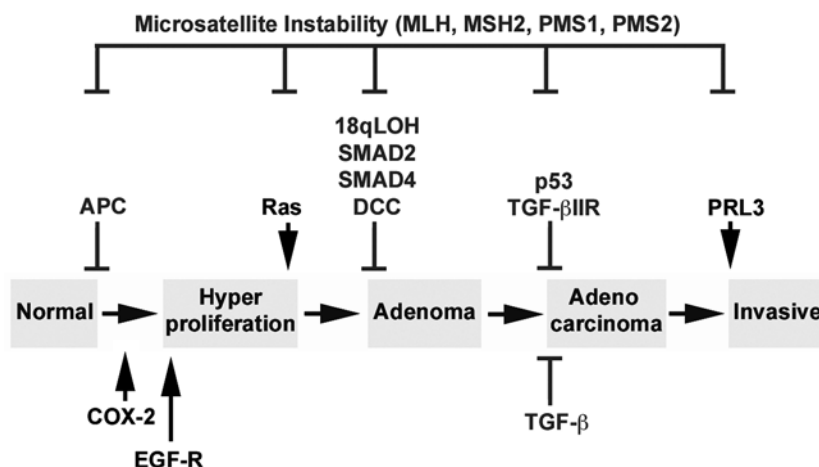 Microsatellite Instability (MLH, MSH2, PMS1, PMS2)
18qLOH
SMAD2
SMAD4
DCC
APC
Ras
p53
TGF-βIIR
PRL3
Normal
Hyper
proliferation
Adenoma
Adeno
carcinoma
Invasive
COX-2
EGF-R
TGF-β